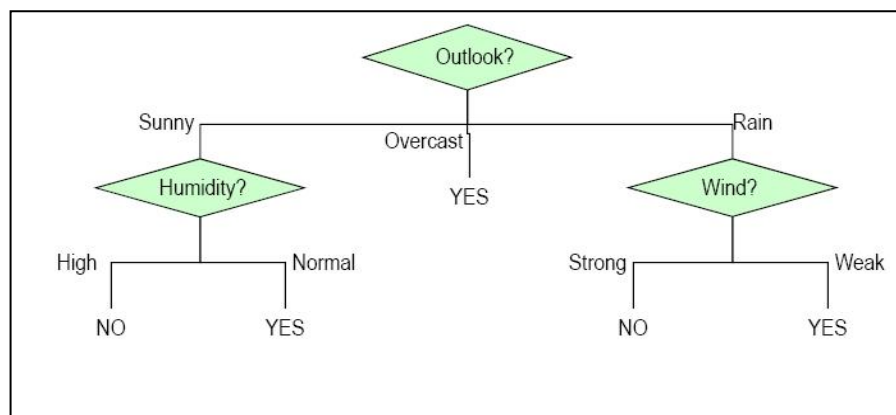 Outlook?
Sunny
Overcast
Rain
Humidity?
YES
Wind?
High
Normal
Strong
Weak
NO
YES
NO
YES